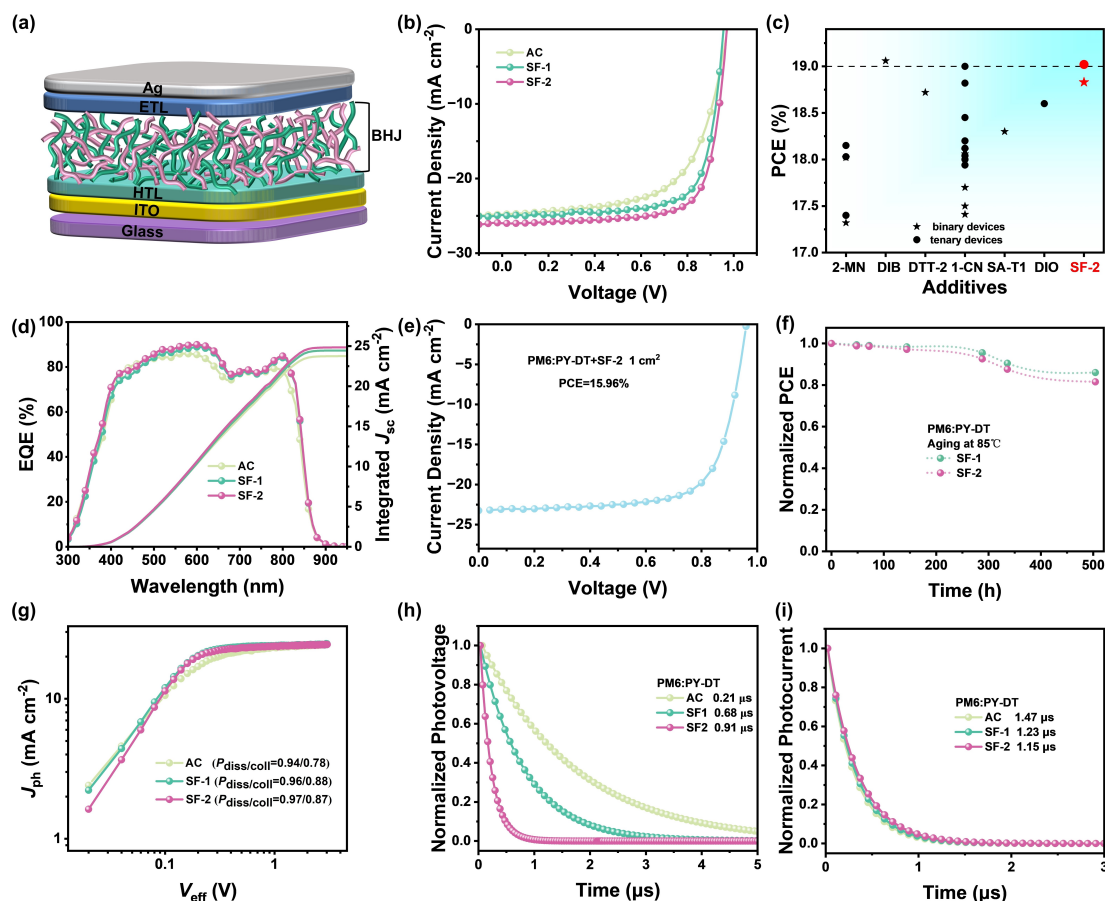 (a)
Ag
ETL
BHJ
HTL
ITO
Glass
(b)
Current Density (mA cm⁻²)
0
−10
−20
−30
AC
SF-1
SF-2
0.0 0.2 0.4 0.6 0.8 1.0
Voltage (V)
(c)
PCE (%)
19.0
18.5
18.0
17.5
17.0
binary devices
tenary devices
2-MN DIB DTT-2 1-CN SA-T1 DIO SF-2
Additives
(d)
EQE (%)
100
80
60
40
20
0
AC
SF-1
SF-2
25
20
15
10
5
0
Integrated Jsc (mA cm⁻²)
300 400 500 600 700 800 900
Wavelength (nm)
(e)
Current Density (mA cm⁻²)
0
−5
−10
−15
−20
−25
PM6:PY-DT+SF-2 1 cm²
PCE=15.96%
0.0 0.2 0.4 0.6 0.8 1.0
Voltage (V)
(f)
Normalized PCE
1.0
0.8
0.6
0.4
0.2
0.0
PM6:PY-DT
Aging at 85℃
SF-1
SF-2
0 100 200 300 400 500
Time (h)
(g)
Jph (mA cm⁻²)
10
1
AC (Pdiss/coll=0.94/0.78)
SF-1 (Pdiss/coll=0.96/0.88)
SF-2 (Pdiss/coll=0.97/0.87)
0.1 1
Veff (V)
(h)
Normalized Photovoltage
1.0
0.8
0.6
0.4
0.2
0.0
PM6:PY-DT
AC 0.21 μs
SF1 0.68 μs
SF2 0.91 μs
0 1 2 3 4 5
Time (μs)
(i)
Normalized Photocurrent
1.0
0.8
0.6
0.4
0.2
0.0
PM6:PY-DT
AC 1.47 μs
SF-1 1.23 μs
SF-2 1.15 μs
0 1 2 3
Time (μs)